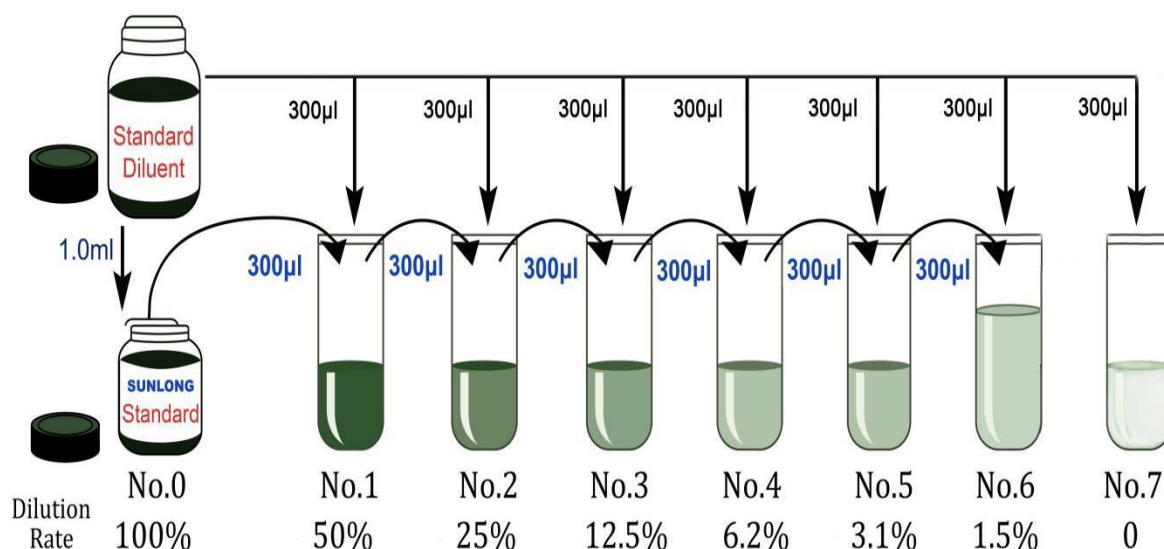 300µl 300µl 300µl 300µl 300µl 300µl 300µl
Standard
Diluent
1.0ml
300µl 300µl 300µl 300µl 300µl 300µl
SUNLONG
Standard
No.0 No.1 No.2 No.3 No.4 No.5 No.6 No.7
Dilution
Rate 100% 50% 25% 12.5% 6.2% 3.1% 1.5% 0